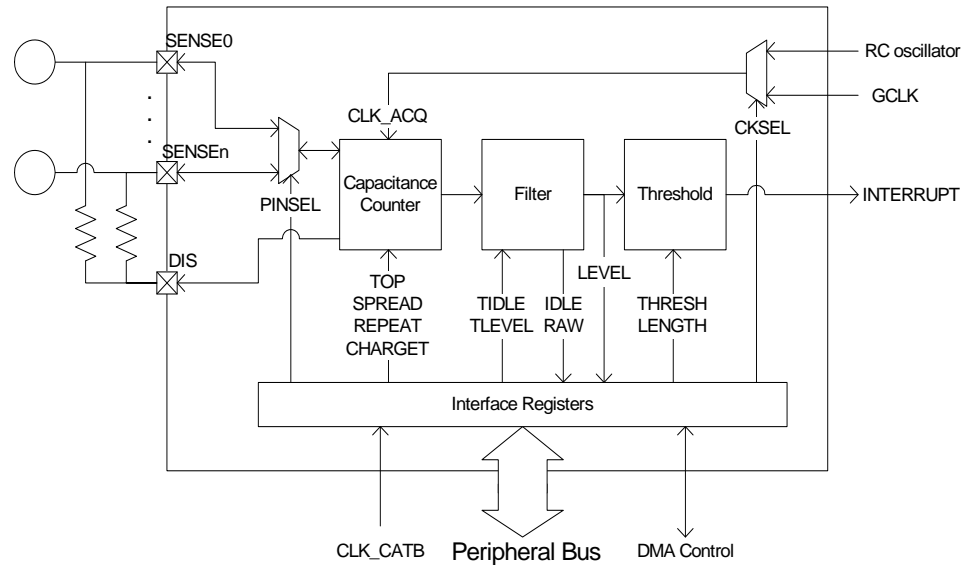 SENSE0
RC oscillator
GCLK
CLK_ACQ
CKSEL
SENSEn
Capacitance
Counter
Filter
Threshold
INTERRUPT
PINSEL
DIS
TOP
SPREAD
REPEAT
CHARGET
TIDLE
TLEVEL
IDLE
RAW
LEVEL
THRESH
LENGTH
Interface Registers
CLK_CATB
Peripheral Bus
DMA Control